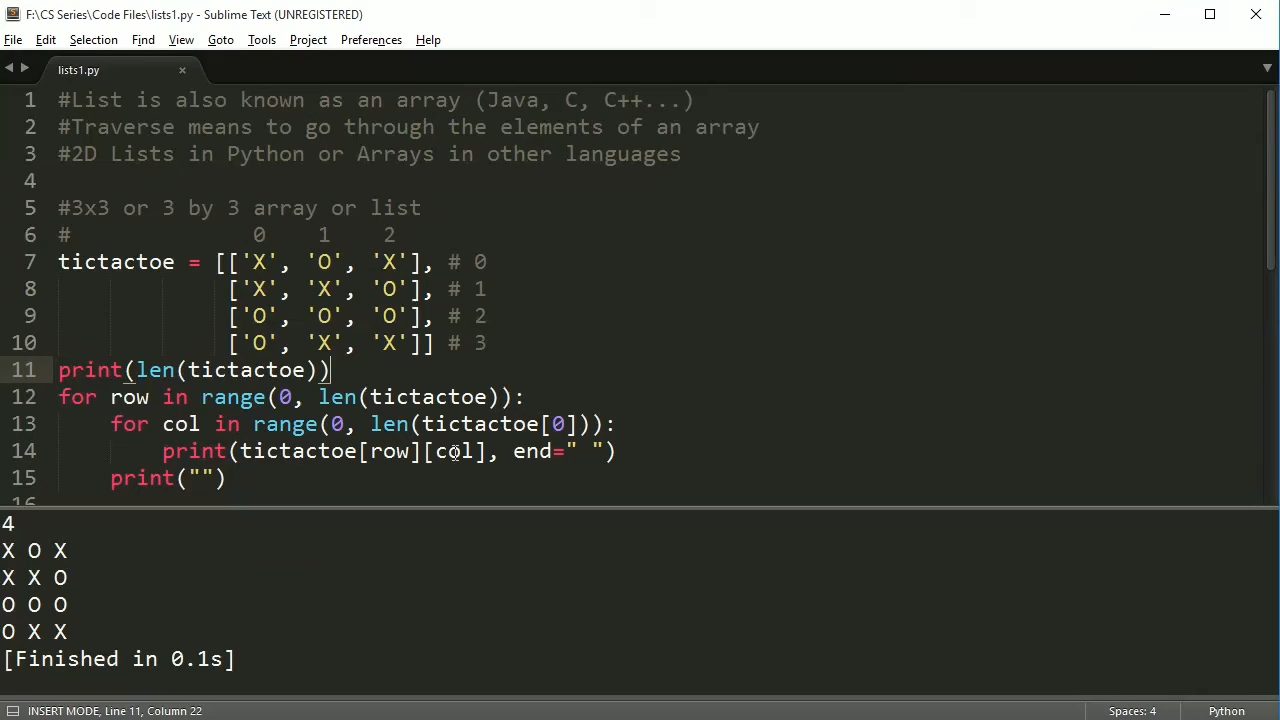 F:\CS Series\Code Files\lists1.py - Sublime Text (UNREGISTERED)
File Edit Selection Find View Goto Tools Project Preferences Help
lists1.py
1 #List is also known as an array (Java, C, C++...)
2 #Traverse means to go through the elements of an array
3 #2D Lists in Python or Arrays in other languages
4
5 #3x3 or 3 by 3 array or list
6 #              0    1    2
7 tictactoe = [['X', 'O', 'X'], # 0
8              ['X', 'X', 'O'], # 1
9              ['O', 'O', 'O'], # 2
10              ['O', 'X', 'X']] # 3
11 print(len(tictactoe))
12 for row in range(0, len(tictactoe)):
13     for col in range(0, len(tictactoe[0])):
14         print(tictactoe[row][col], end=" ")
15     print("")
16
4
X O X
X X O
O O O
O X X
[Finished in 0.1s]
INSERT MODE, Line 11, Column 22 Spaces: 4 Python